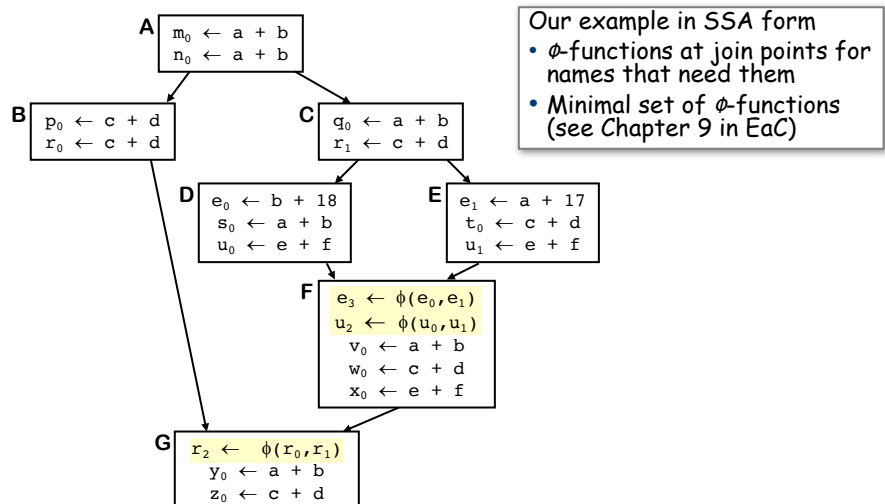 A
m₀ ← a + b
n₀ ← a + b
B
p₀ ← c + d
r₀ ← c + d
C
q₀ ← a + b
r₁ ← c + d
D
e₀ ← b + 18
s₀ ← a + b
u₀ ← e + f
E
e₁ ← a + 17
t₀ ← c + d
u₁ ← e + f
F
e₃ ← ϕ(e₀,e₁)
u₂ ← ϕ(u₀,u₁)
v₀ ← a + b
w₀ ← c + d
x₀ ← e + f
G
r₂ ← ϕ(r₀,r₁)
y₀ ← a + b
z₀ ← c + d
Our example in SSA form
• ϕ-functions at join points for
names that need them
• Minimal set of ϕ-functions
(see Chapter 9 in EaC)